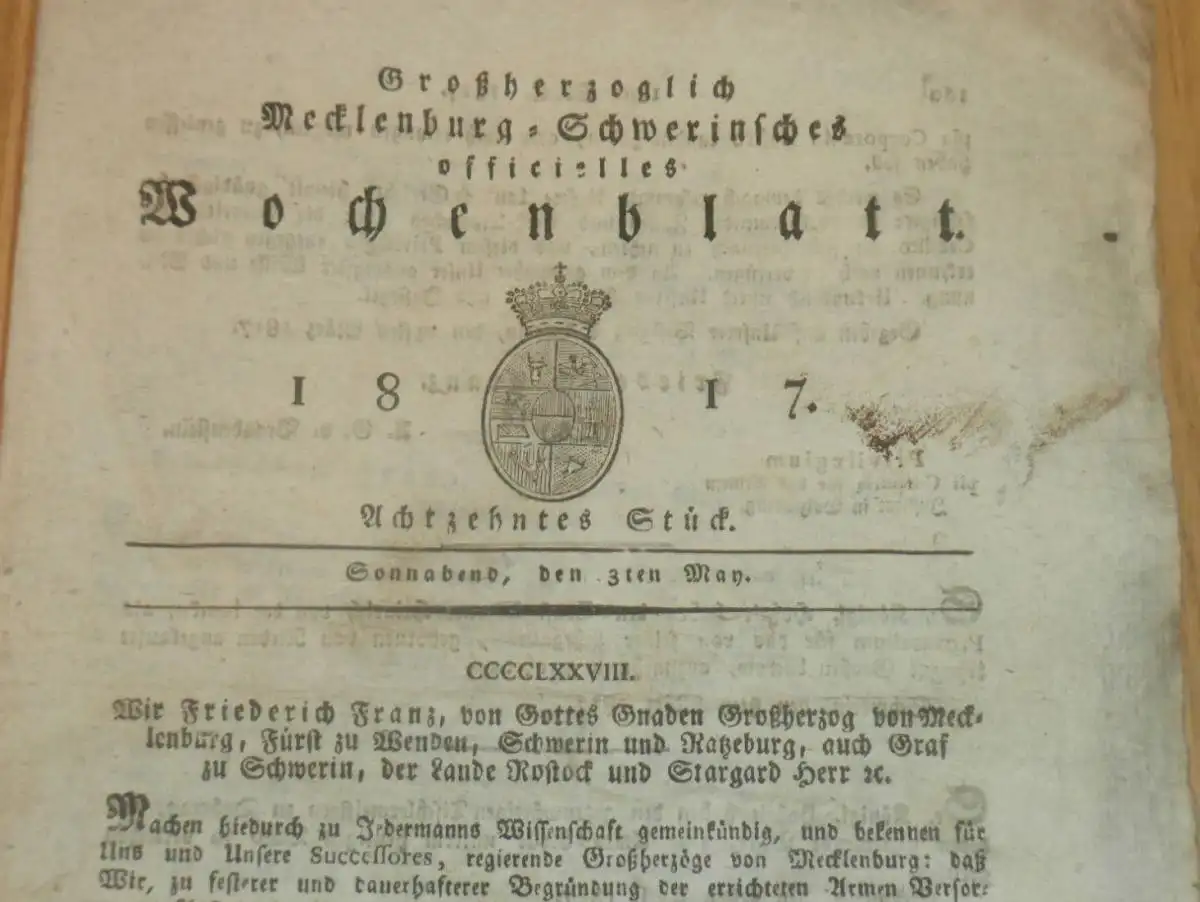 Großherzoglich
Mecklenburg-Schwerinsches
officielles
Wochenblatt.
1817.
Achtzehntes Stück.
Sonnabend, den 3ten May.
CCCCCLXXVIII.
Wir Friederich Franz, von Gottes Gnaden Großherzog von Meck-
lenburg, Fürst zu Wenden, Schwerin und Ratzeburg, auch Graf
zu Schwerin, der Lande Rostock und Stargard Herr ꝛc.
Machen hiedurch zu Jedermanns Wissenschaft gemeinkündig, und bekennen für
Uns und Unsere Successores, regierende Großherzöge von Mecklenburg: daß
Wir, zu festerer und dauerhafterer Begründung der errichteten Armen Versor-